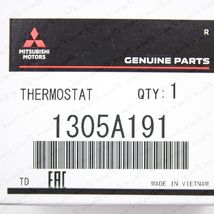 MITSUBISHI
MOTORS
R
GENUINE PARTS
THERMOSTAT QTY: 1
1305A191
TD EAC MADE IN VIETNAM